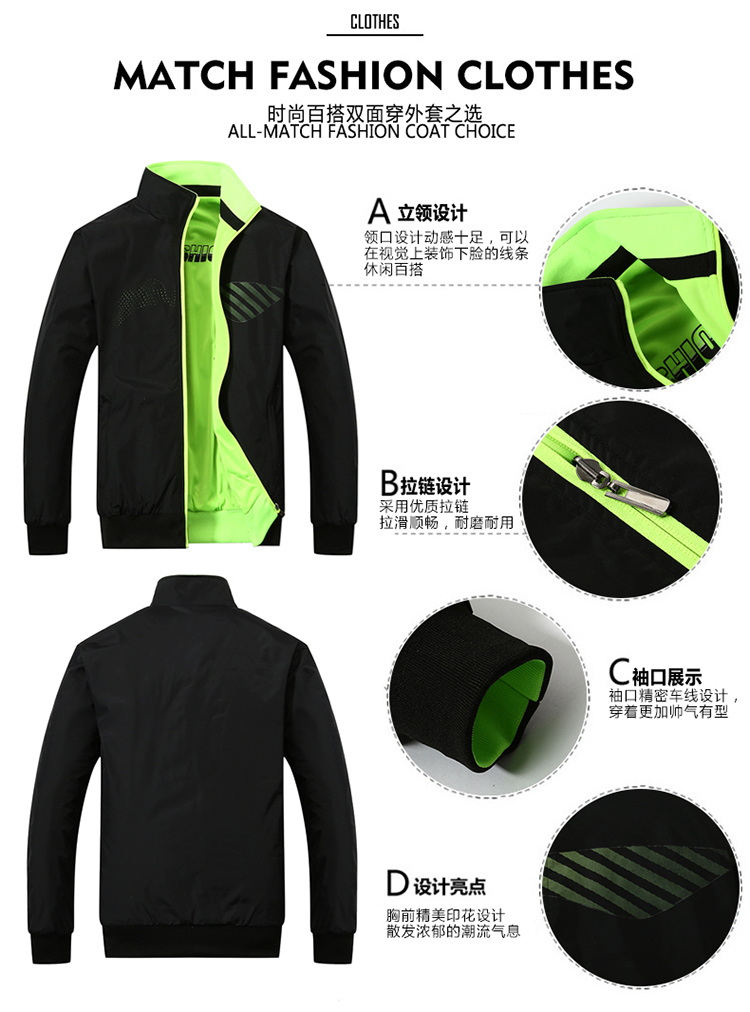 CLOTHES
MATCH FASHION CLOTHES
时尚百搭双面穿外套之选
ALL-MATCH FASHION COAT CHOICE
A 立领设计
领口设计动感十足，可以
在视觉上装饰下脸的线条
休闲百搭
B拉链设计
采用优质拉链
拉滑顺畅，耐磨耐用
C袖口展示
袖口精密车线设计，
穿着更加帅气有型
D设计亮点
胸前精美印花设计
散发浓郁的潮流气息